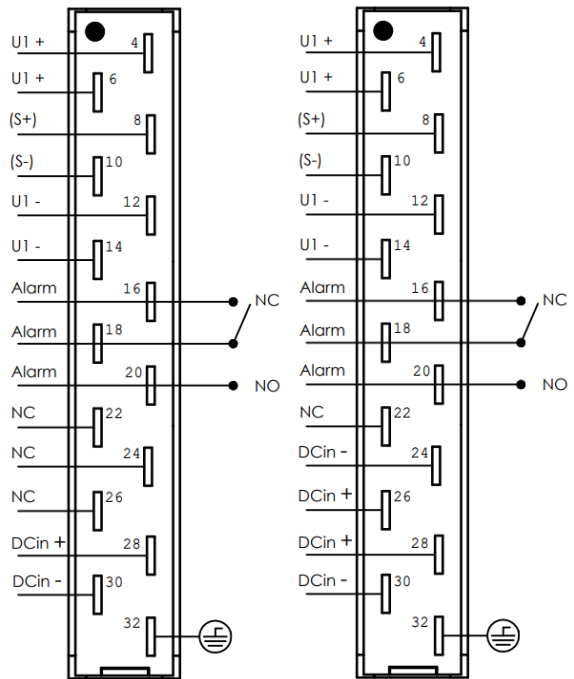 U1 + 4
U1 + 6
(S+) 8
(S-) 10
U1 - 12
U1 - 14
Alarm 16 NC
Alarm 18
Alarm 20 NO
NC 22
NC 24
NC 26
DCin + 28
DCin - 30
32
U1 + 4
U1 + 6
(S+) 8
(S-) 10
U1 - 12
U1 - 14
Alarm 16 NC
Alarm 18
Alarm 20 NO
NC 22
DCin - 24
DCin + 26
DCin + 28
DCin - 30
32